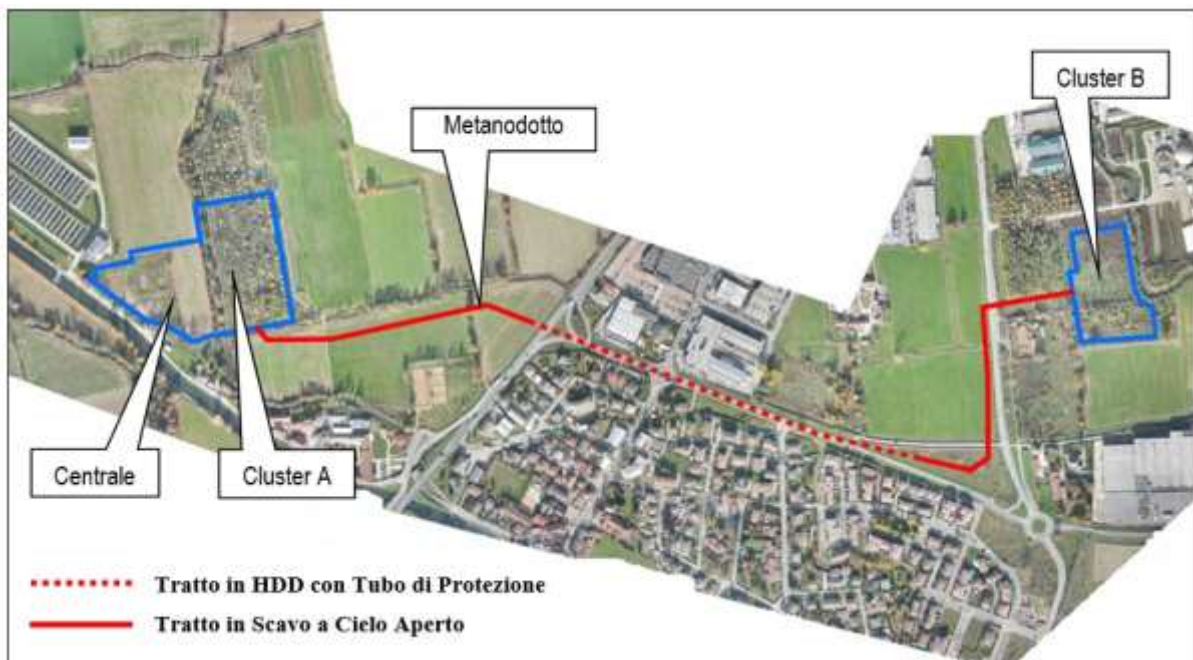 Cluster B
Metanodotto
Centrale
Cluster A
Tratto in HDD con Tubo di Protezione
Tratto in Scavo a Cielo Aperto